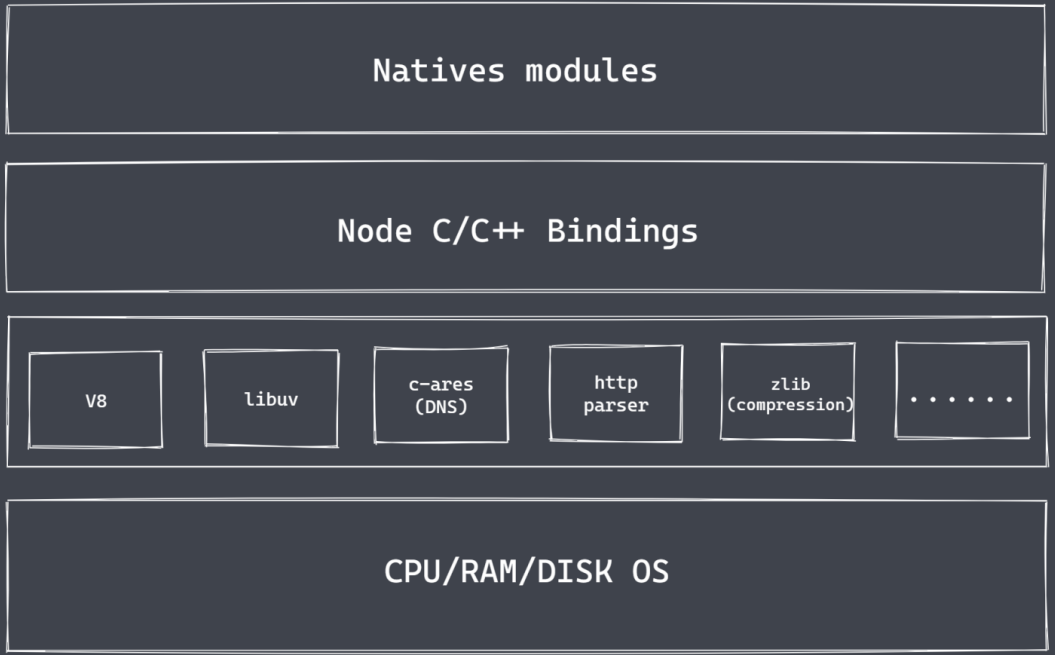 Natives modules
Node C/C++ Bindings
V8
libuv
c-ares
(DNS)
http
parser
zlib
(compression)
......
CPU/RAM/DISK OS